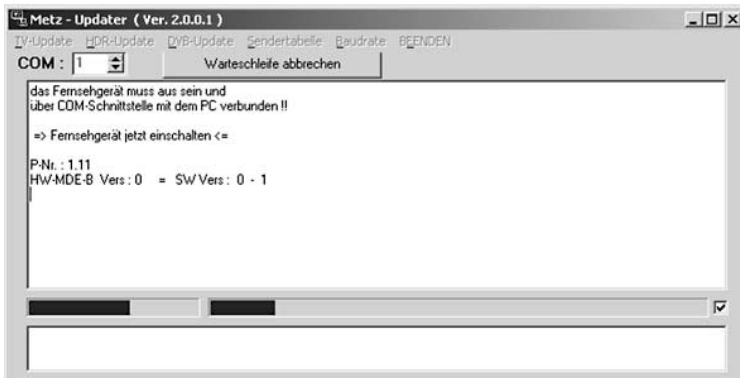 Metz - Updater ( Ver. 2.0.0.1 )
TV-Update HDR-Update DVB-Update Sendertabelle Baudrate BEENDEN
COM : 1 Warteschleife abbrechen
das Fernsehgerät muss aus sein und
über COM-Schnittstelle mit dem PC verbunden !!
=> Fernsehgerät jetzt einschalten <=
P-Nr. : 1.11
HW-MDE-B Vers : 0 = SW Vers : 0 - 1